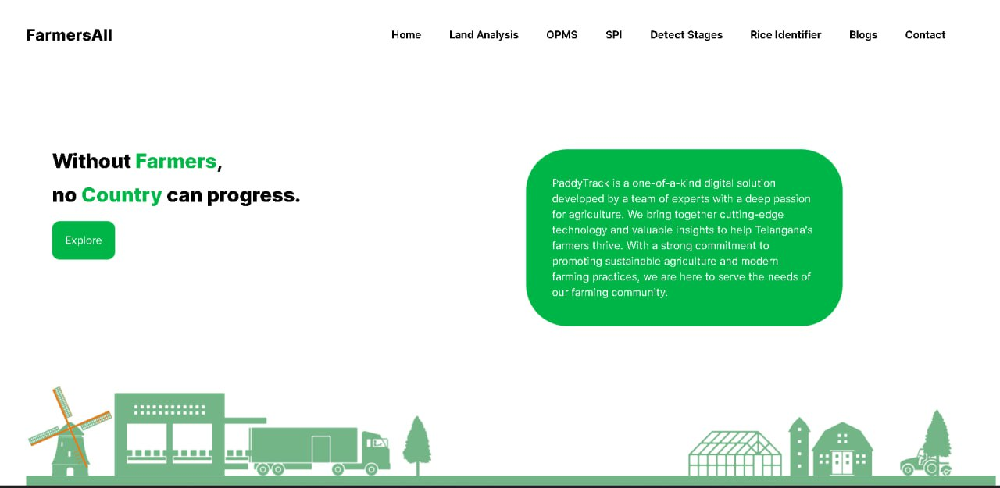 FarmersAll
Home Land Analysis OPMS SPI Detect Stages Rice Identifier Blogs Contact
Without Farmers,
no Country can progress.
Explore
PaddyTrack is a one-of-a-kind digital solution
developed by a team of experts with a deep passion
for agriculture. We bring together cutting-edge
technology and valuable insights to help Telangana's
farmers thrive. With a strong commitment to
promoting sustainable agriculture and modern
farming practices, we are here to serve the needs of
our farming community.